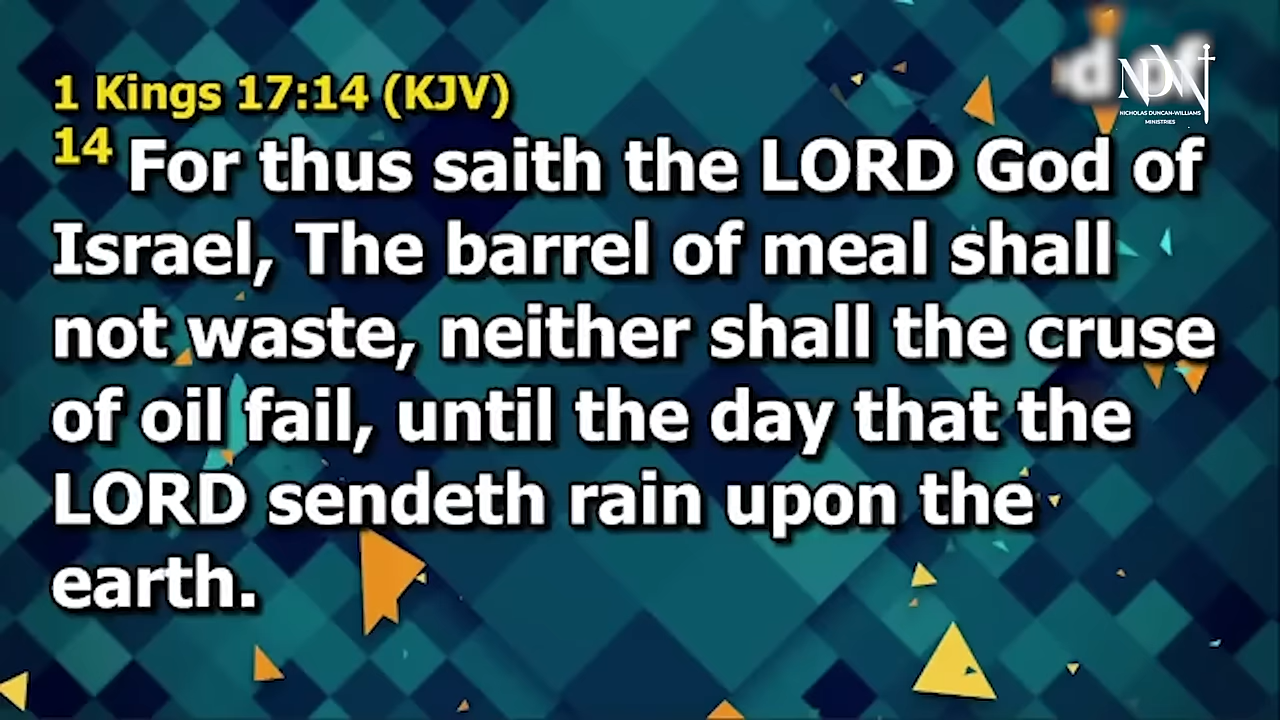 1 Kings 17:14 (KJV)
14 For thus saith the LORD God of
Israel, The barrel of meal shall
not waste, neither shall the cruse
of oil fail, until the day that the
LORD sendeth rain upon the
earth.
NDW
NICHOLAS DUNCAN-WILLIAMS
MINISTRIES